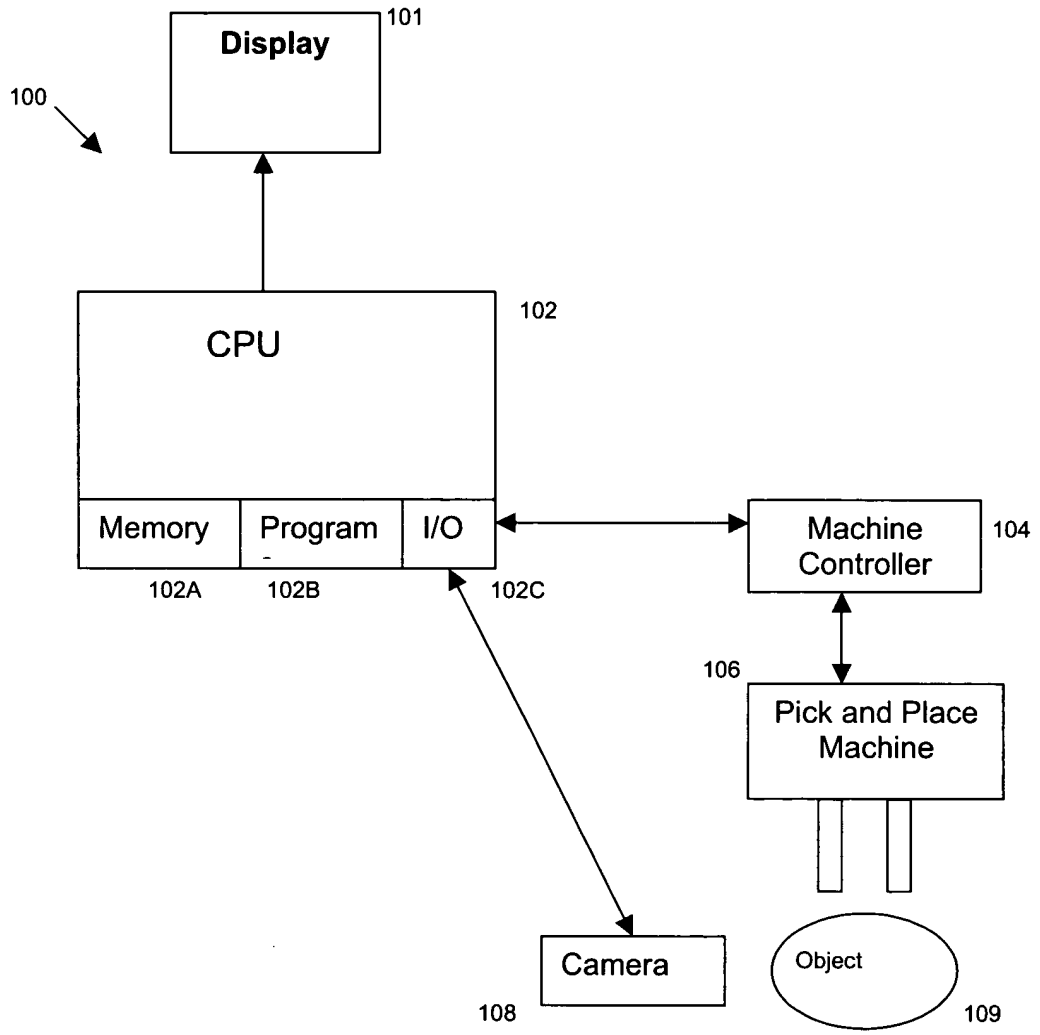 101
Display
100
102
CPU
Memory
Program
I/O
102A
102B
102C
Machine
Controller
104
106
Pick and Place
Machine
Camera
108
Object
109